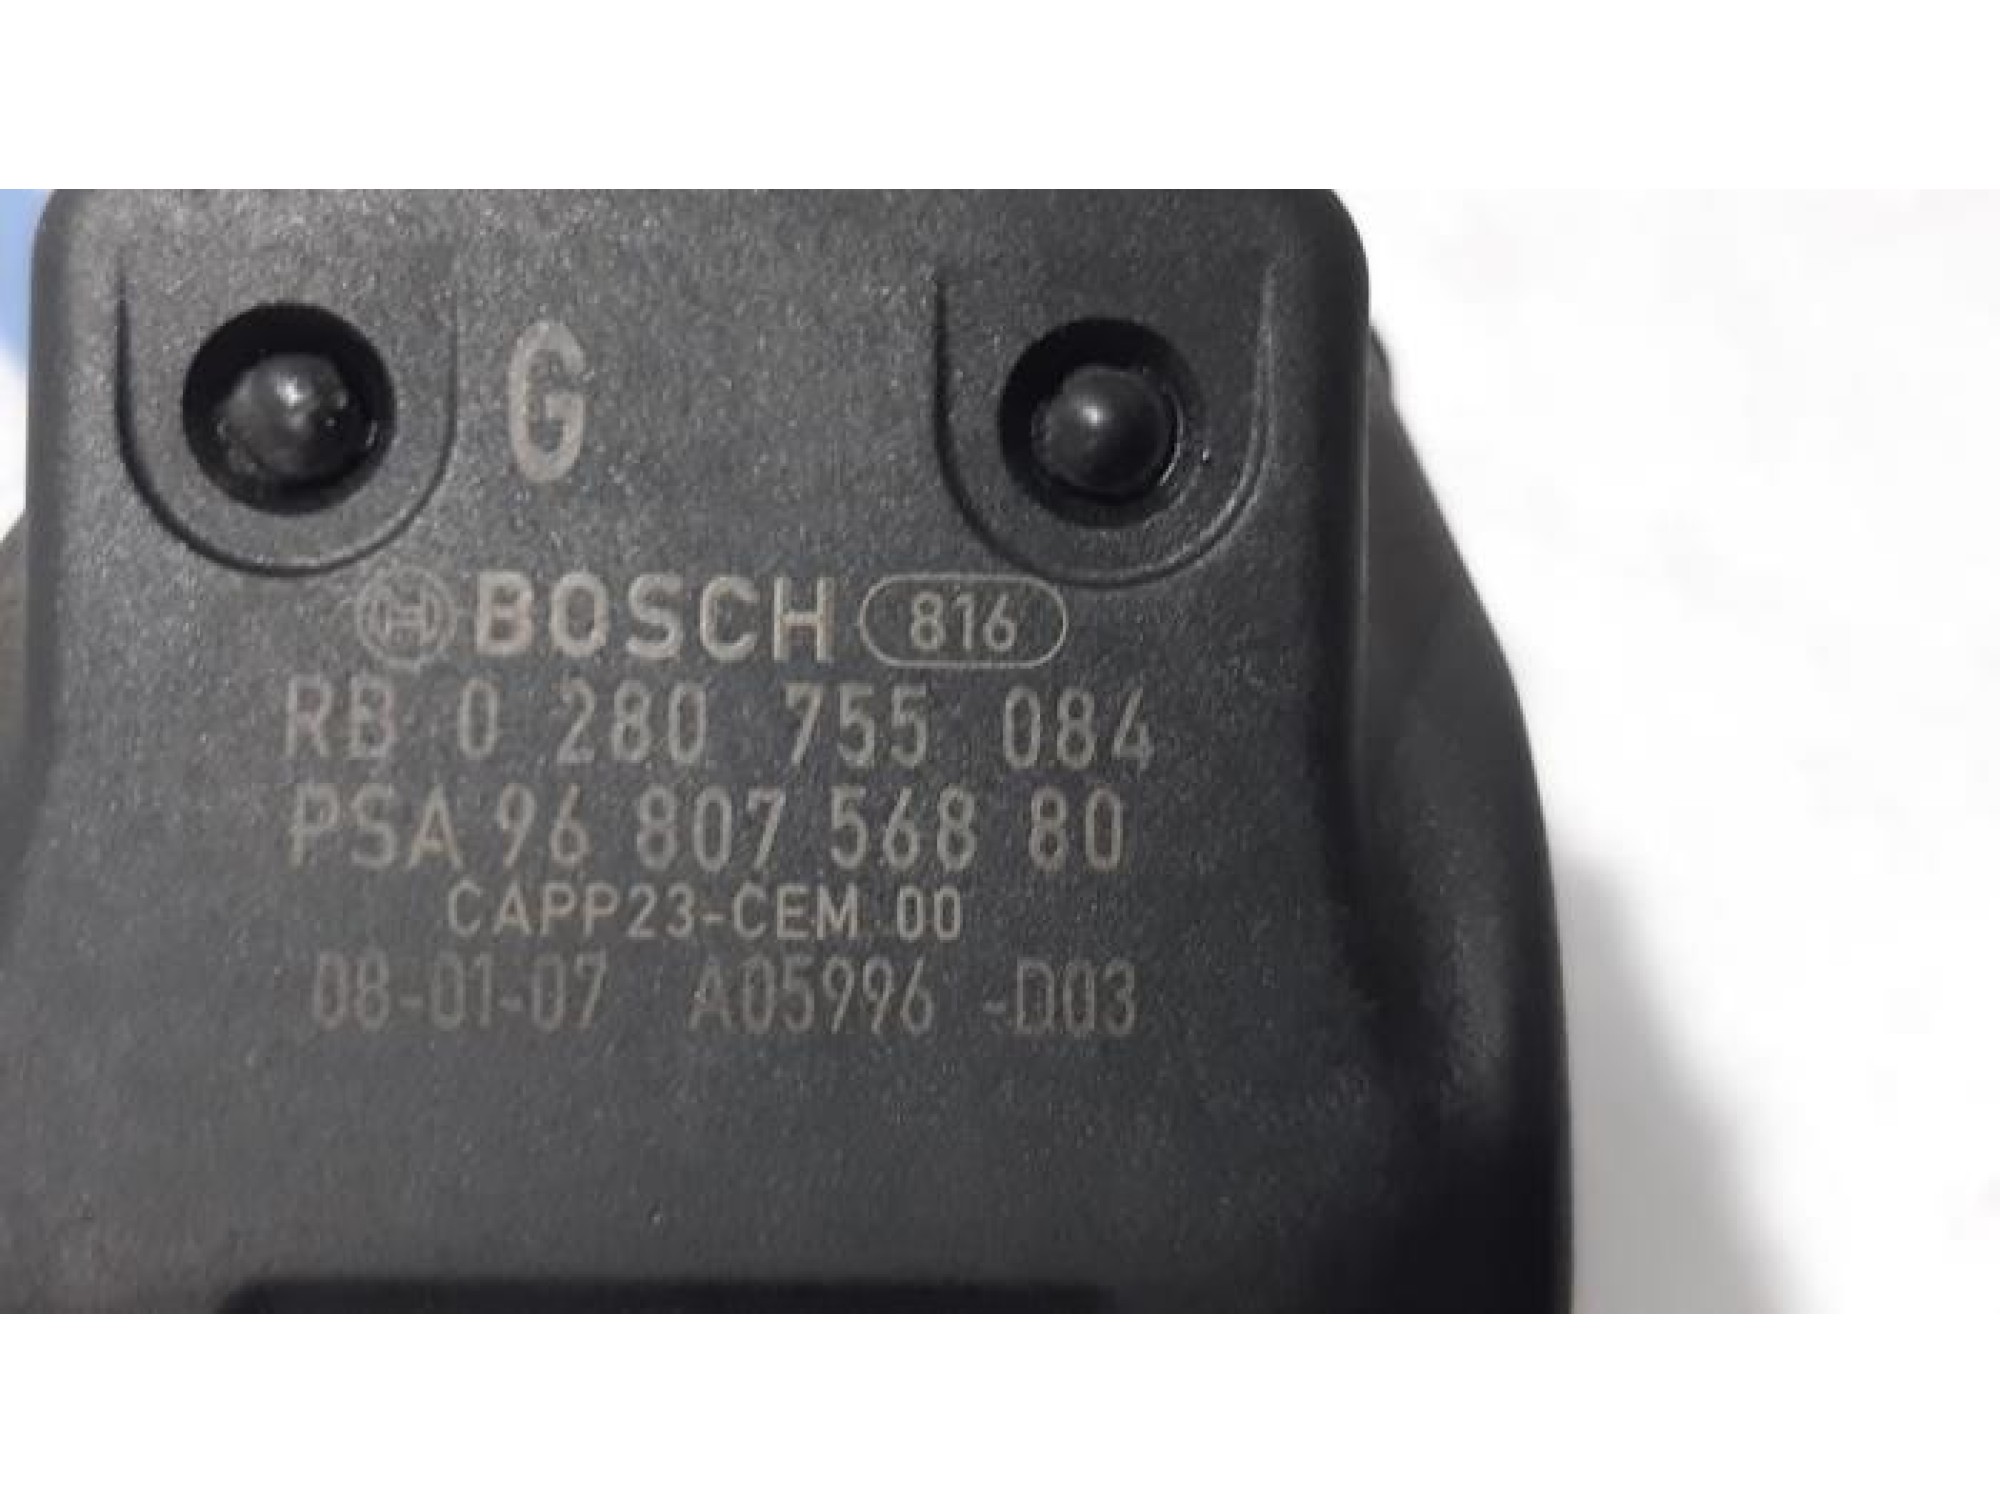 G
BOSCH 816
RB 0 280 755 084
PSA 96 807 568 80
CAPP23-CEM 00
08-01-07 A05996 -D03